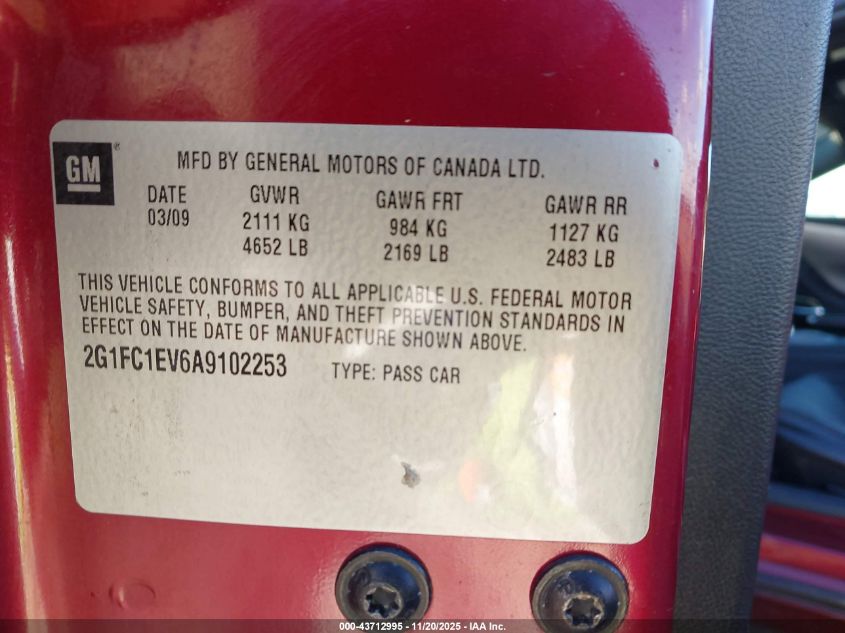 GM ® MFD BY GENERAL MOTORS OF CANADA LTD.
DATE GVWR GAWR FRT GAWR RR
03/09 2111 KG 984 KG 1127 KG
4652 LB 2169 LB 2483 LB
THIS VEHICLE CONFORMS TO ALL APPLICABLE U.S. FEDERAL MOTOR
VEHICLE SAFETY, BUMPER, AND THEFT PREVENTION STANDARDS IN
EFFECT ON THE DATE OF MANUFACTURE SHOWN ABOVE.
2G1FC1EV6A9102253 TYPE: PASS CAR
000-43712995 - 11/20/2025 - IAA Inc.